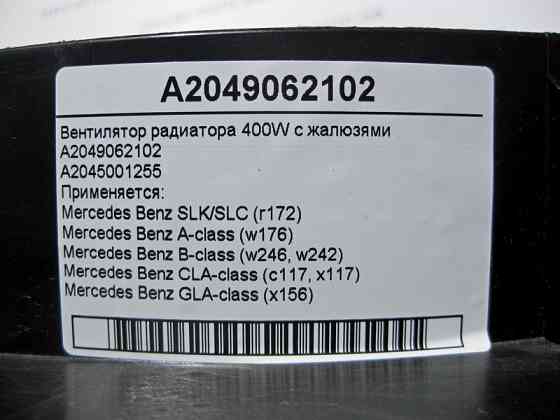 A2049062102
Вентилятор радиатора 400W с жалюзями
A2049062102
A2045001255
Применяется:
Mercedes Benz SLK/SLC (r172)
Mercedes Benz A-class (w176)
Mercedes Benz B-class (w246, w242)
Mercedes Benz CLA-class (c117, x117)
Mercedes Benz GLA-class (x156)